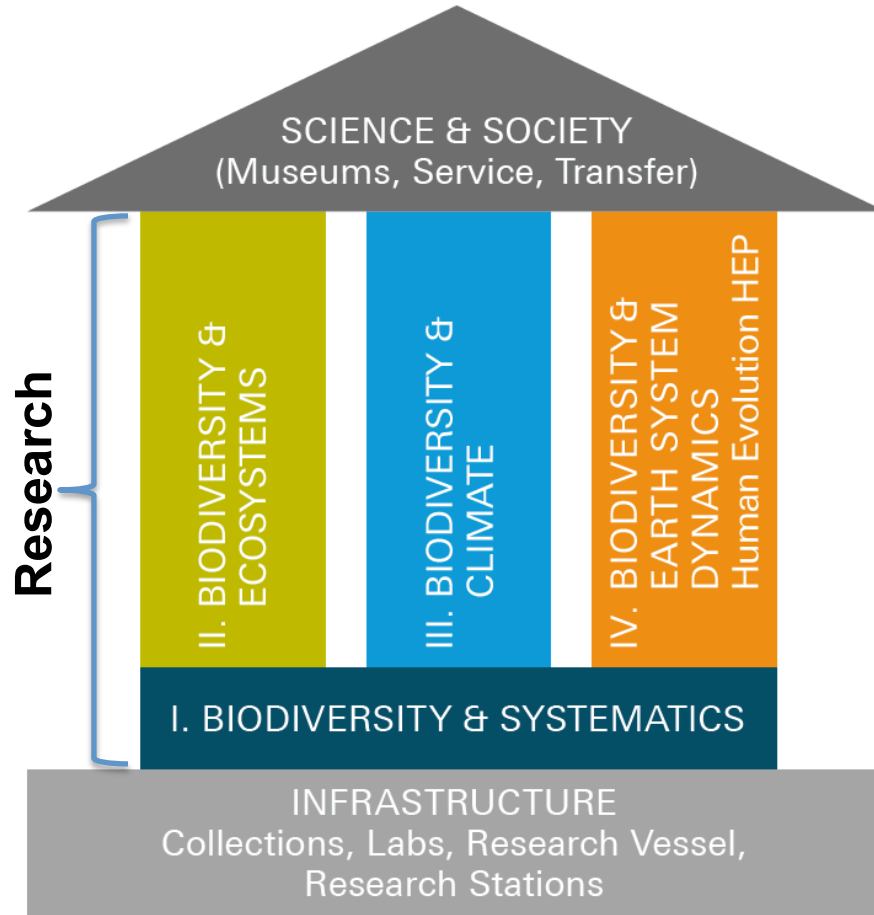 SCIENCE & SOCIETY
(Museums, Service, Transfer)
Research
II. BIODIVERSITY &
ECOSYSTEMS
III. BIODIVERSITY &
CLIMATE
IV. BIODIVERSITY &
EARTH SYSTEM
DYNAMICS
Human Evolution HEP
I. BIODIVERSITY & SYSTEMATICS
INFRASTRUCTURE
Collections, Labs, Research Vessel,
Research Stations